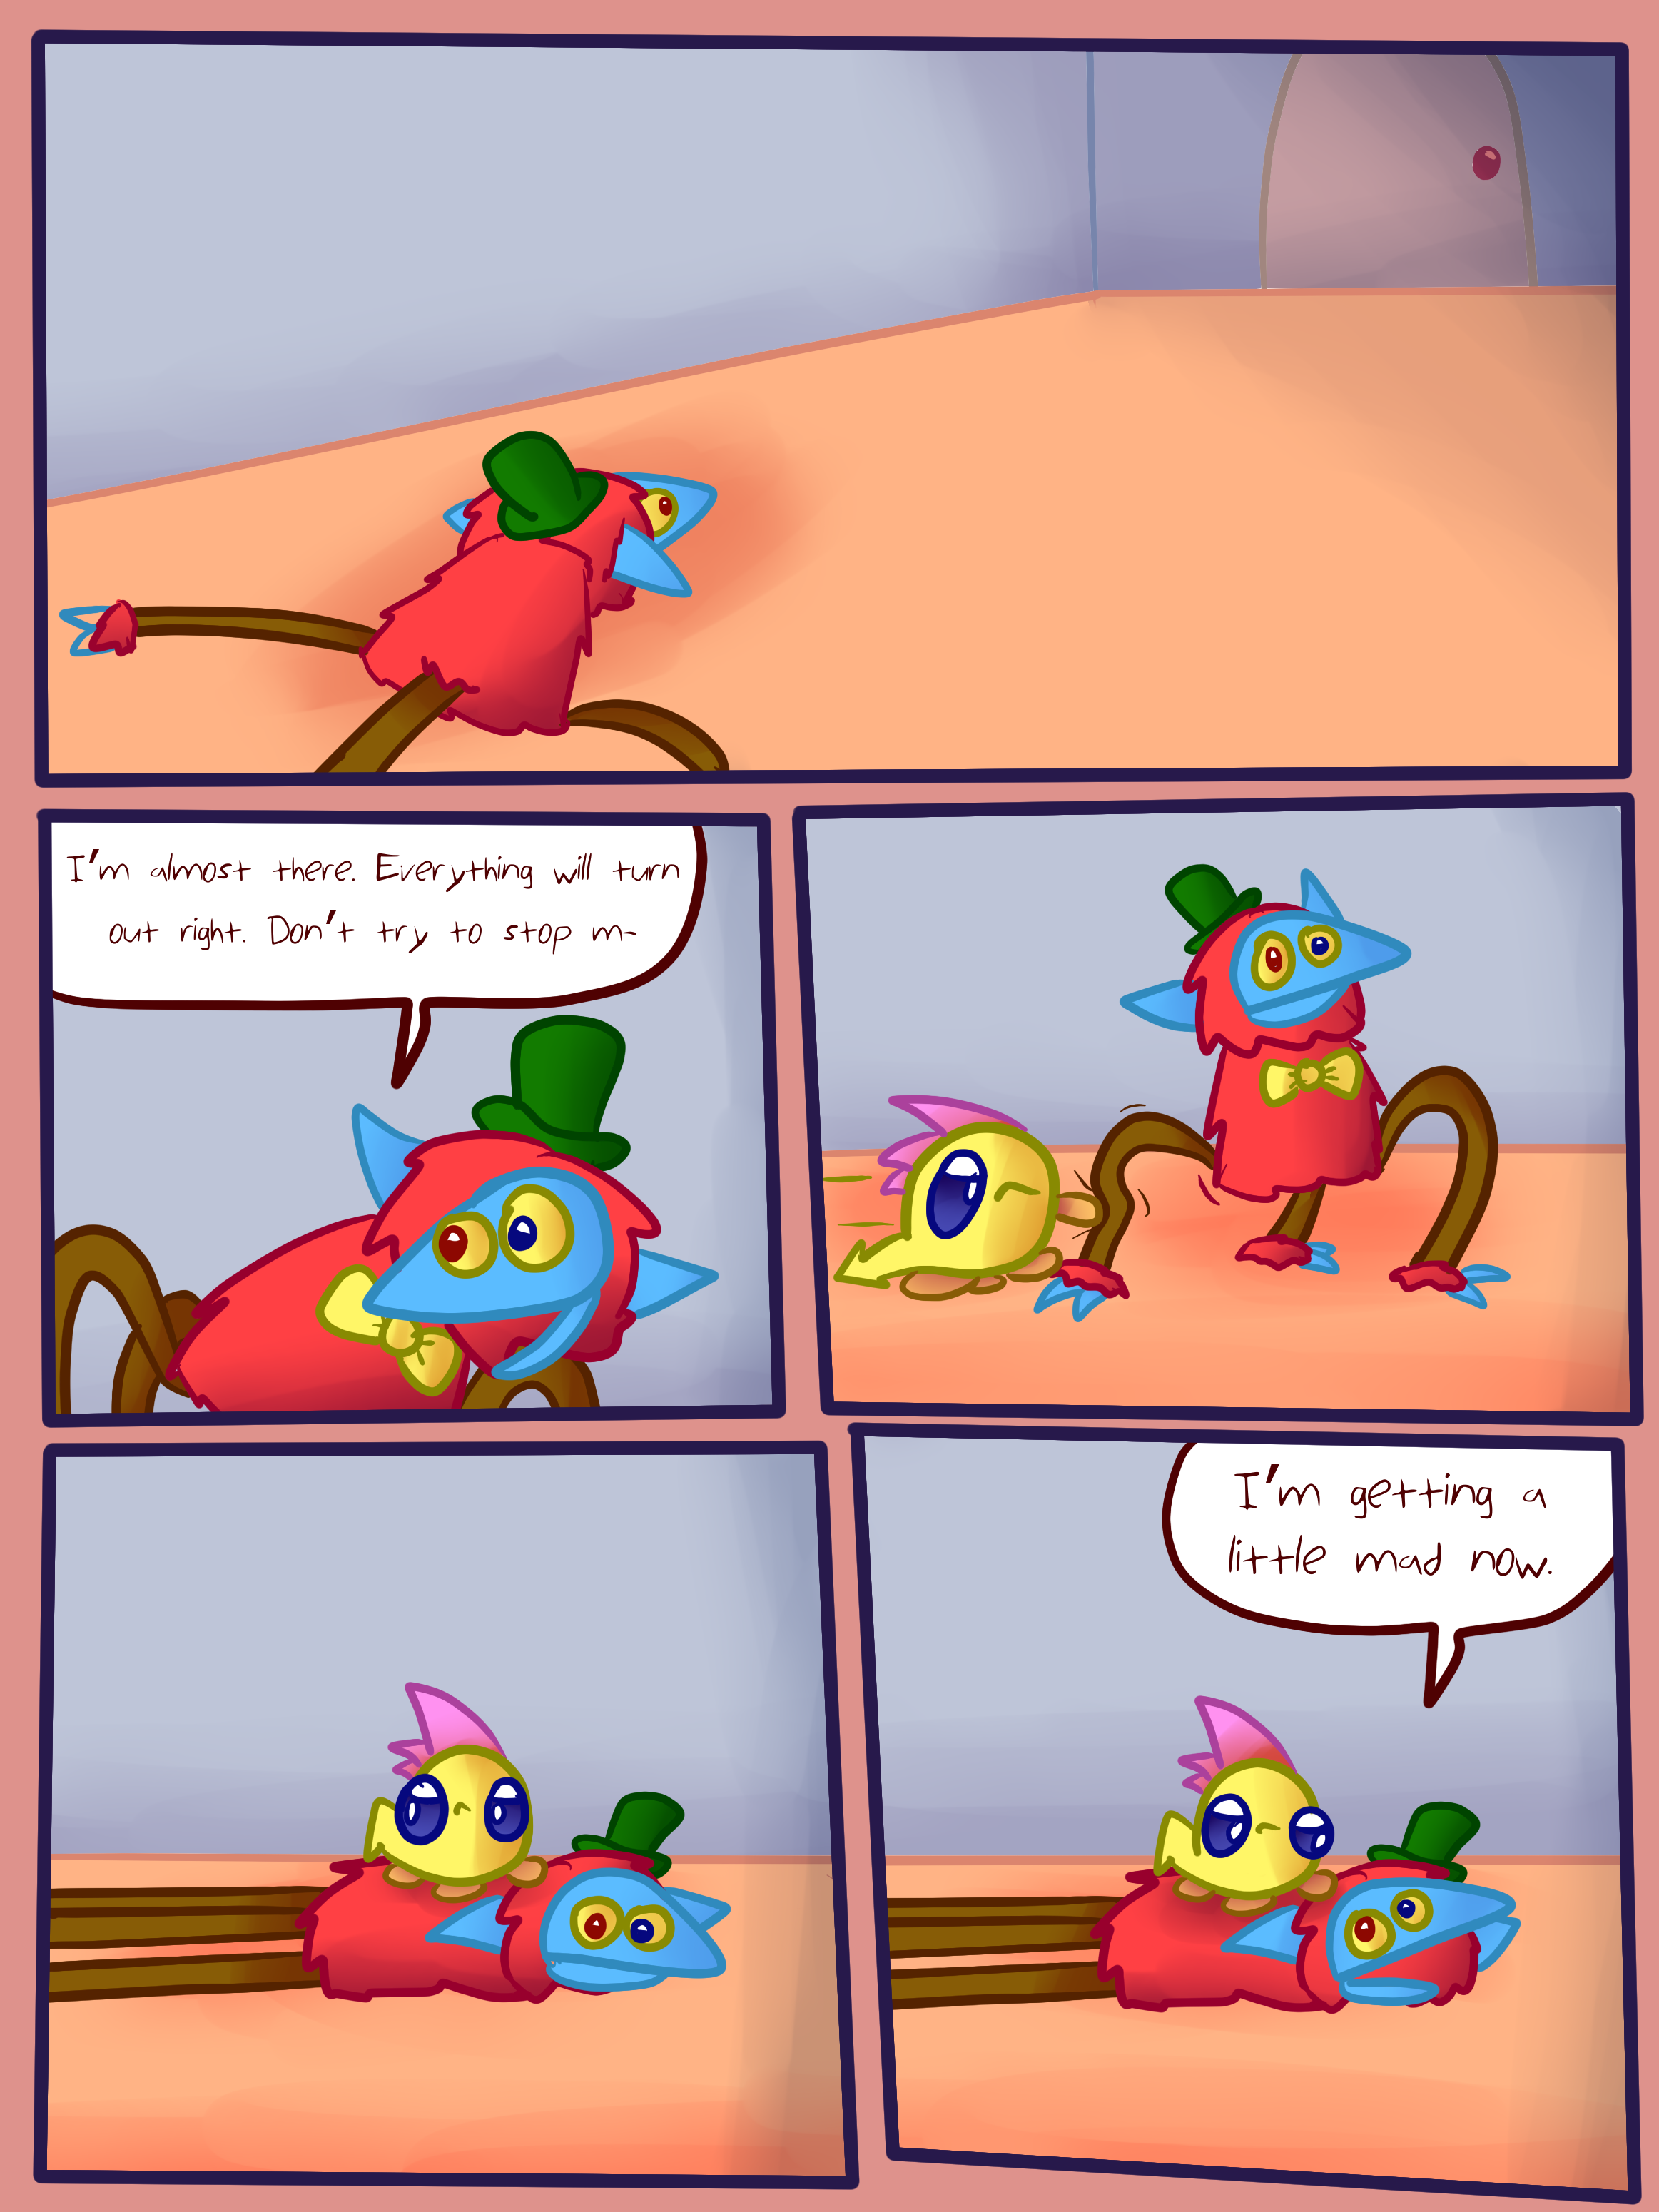 I'm almost there. Everything will turn
out right. Don't try to stop m-
I'm getting a
little mad now.